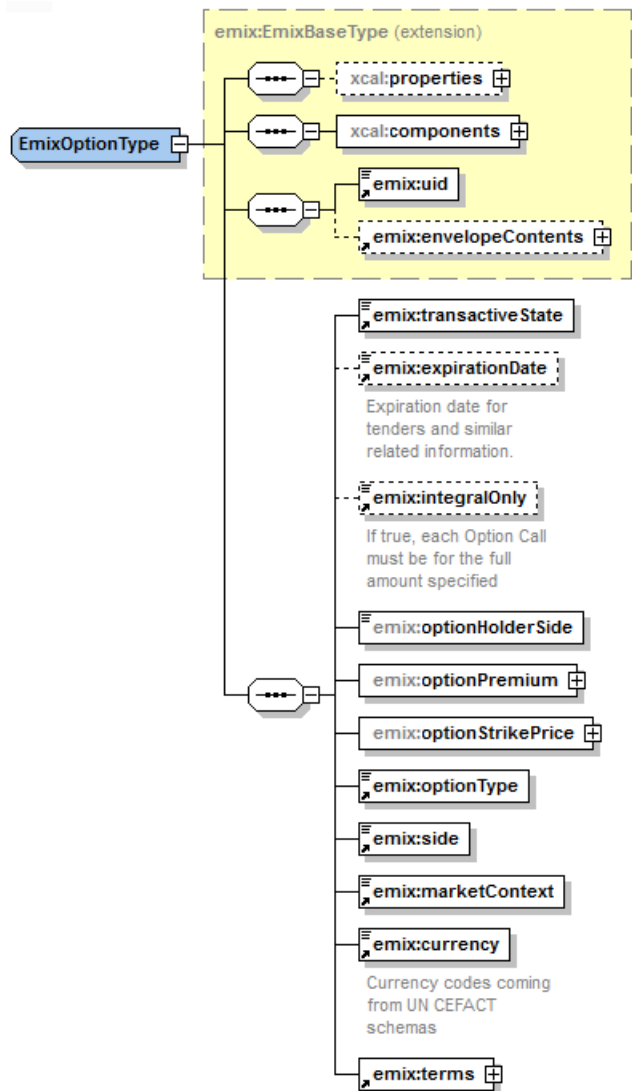 emix:EmixBaseType (extension)
xcal:properties
EmixOptionType
xcal:components
emix:uid
emix:envelopeContents
emix:transactiveState
emix:expirationDate
Expiration date for
tenders and similar
related information.
emix:integralOnly
If true, each Option Call
must be for the full
amount specified
emix:optionHolderSide
emix:optionPremium
emix:optionStrikePrice
emix:optionType
emix:side
emix:marketContext
emix:currency
Currency codes coming
from UN CEFACT
schemas
emix:terms